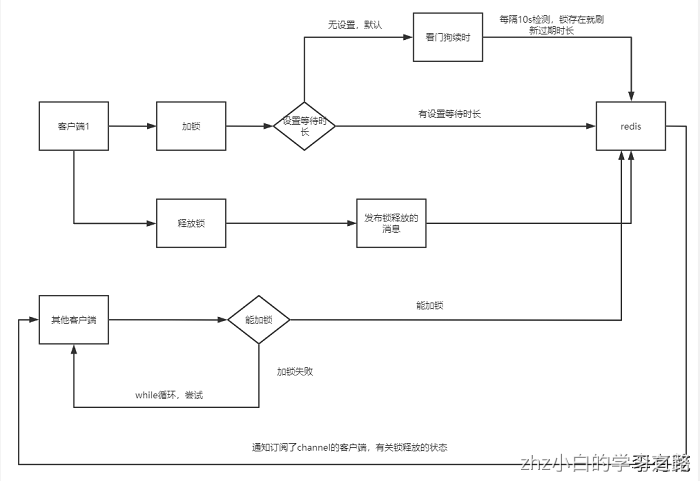 无设置，默认
看门狗续时
每隔10s检测，锁存在就刷
新过期时长
客户端1
加锁
设置等待时
长
有设置等待时长
redis
释放锁
发布锁释放的
消息
其他客户端
能加锁
能加锁
加锁失败
while循环，尝试
通知订阅了channel的客户端，有关锁释放的状态
zhz小白的学习之路